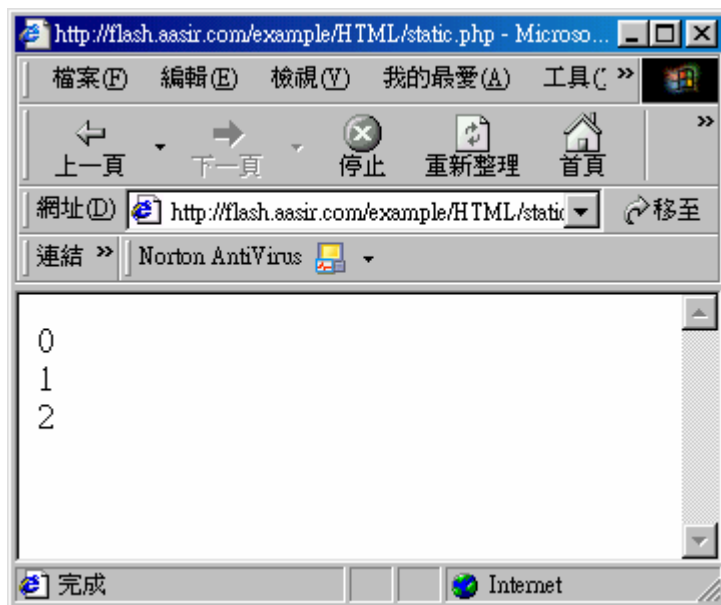 http://flash.aasir.com/example/HTML/static.php - Microso...
檔案(F) 編輯(E) 檢視(V) 我的最愛(A) 工具( »
上一頁 下一頁 停止 重新整理 首頁 »
網址(D) http://flash.aasir.com/example/HTML/static 移至
連結 » Norton AntiVirus
0
1
2
完成 Internet